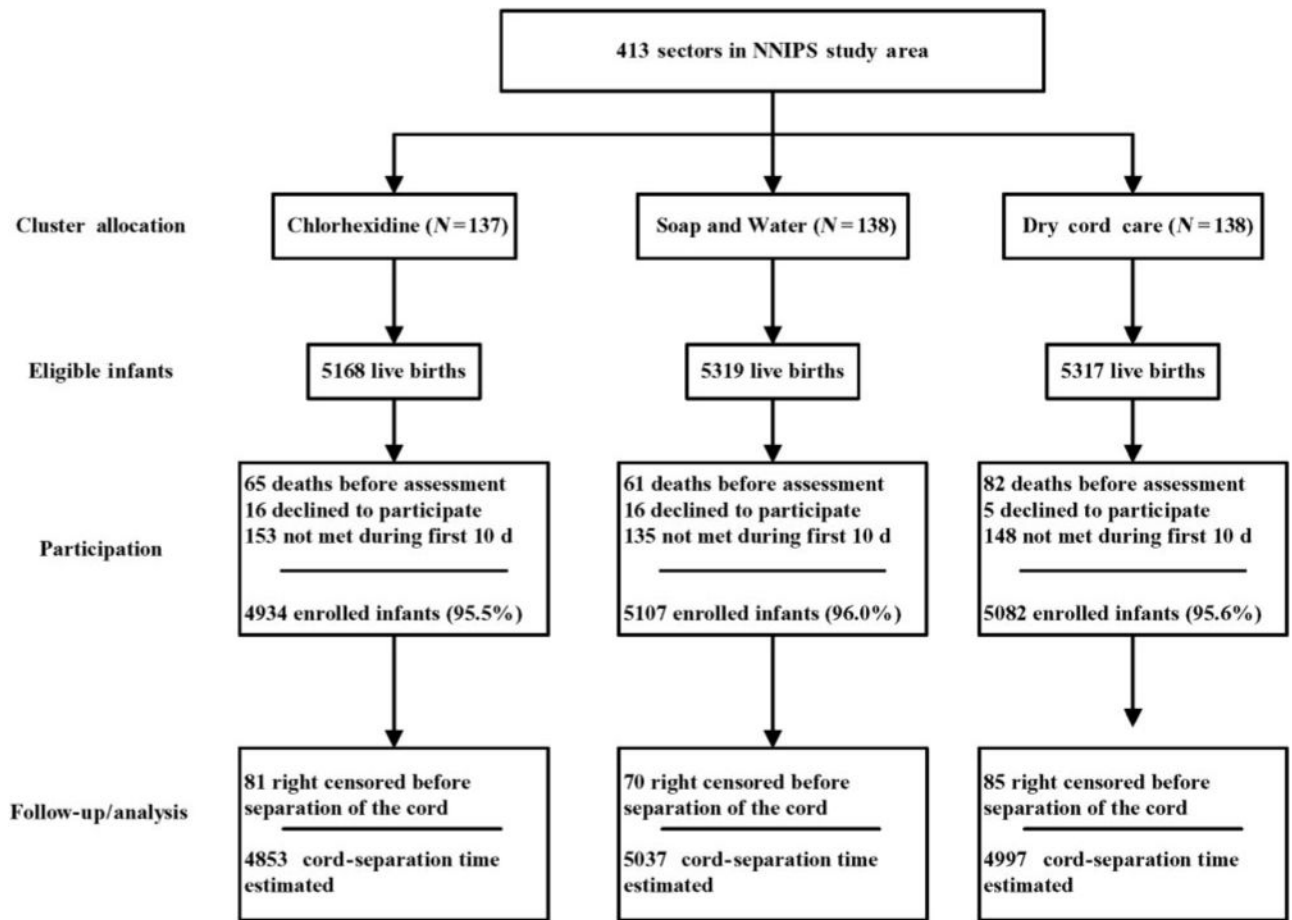 413 sectors in NNIPS study area
Cluster allocation
Chlorhexidine (N=137)
Soap and Water (N=138)
Dry cord care (N=138)
Eligible infants
5168 live births
5319 live births
5317 live births
Participation
65 deaths before assessment
16 declined to participate
153 not met during first 10 d
4934 enrolled infants (95.5%)
61 deaths before assessment
16 declined to participate
135 not met during first 10 d
5107 enrolled infants (96.0%)
82 deaths before assessment
5 declined to participate
148 not met during first 10 d
5082 enrolled infants (95.6%)
Follow-up/analysis
81 right censored before
separation of the cord
4853 cord-separation time
estimated
70 right censored before
separation of the cord
5037 cord-separation time
estimated
85 right censored before
separation of the cord
4997 cord-separation time
estimated